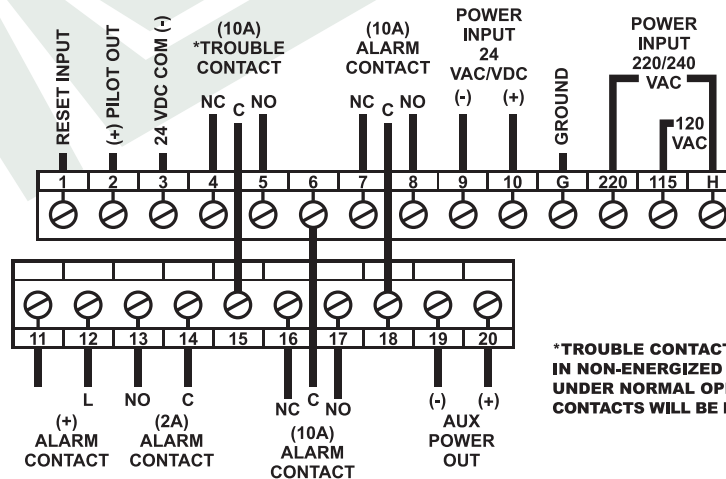 RESET INPUT
(+) PILOT OUT
24 VDC COM (-)
(10A)
*TROUBLE
CONTACT
NC C NO
(10A)
ALARM
CONTACT
NC C NO
POWER
INPUT
24
VAC/VDC
(-) (+)
GROUND
POWER
INPUT
220/240
VAC
120
VAC
1 2 3 4 5 6 7 8 9 10 G 220 115 H
11 12 13 14 15 16 17 18 19 20
L
(+)
ALARM
CONTACT
NO C
(2A)
ALARM
CONTACT
NC C NO
(10A)
ALARM
CONTACT
(-) (+)
AUX
POWER
OUT
*TROUBLE CONTACT
IN NON-ENERGIZED
UNDER NORMAL
CONTACTS WILL BE